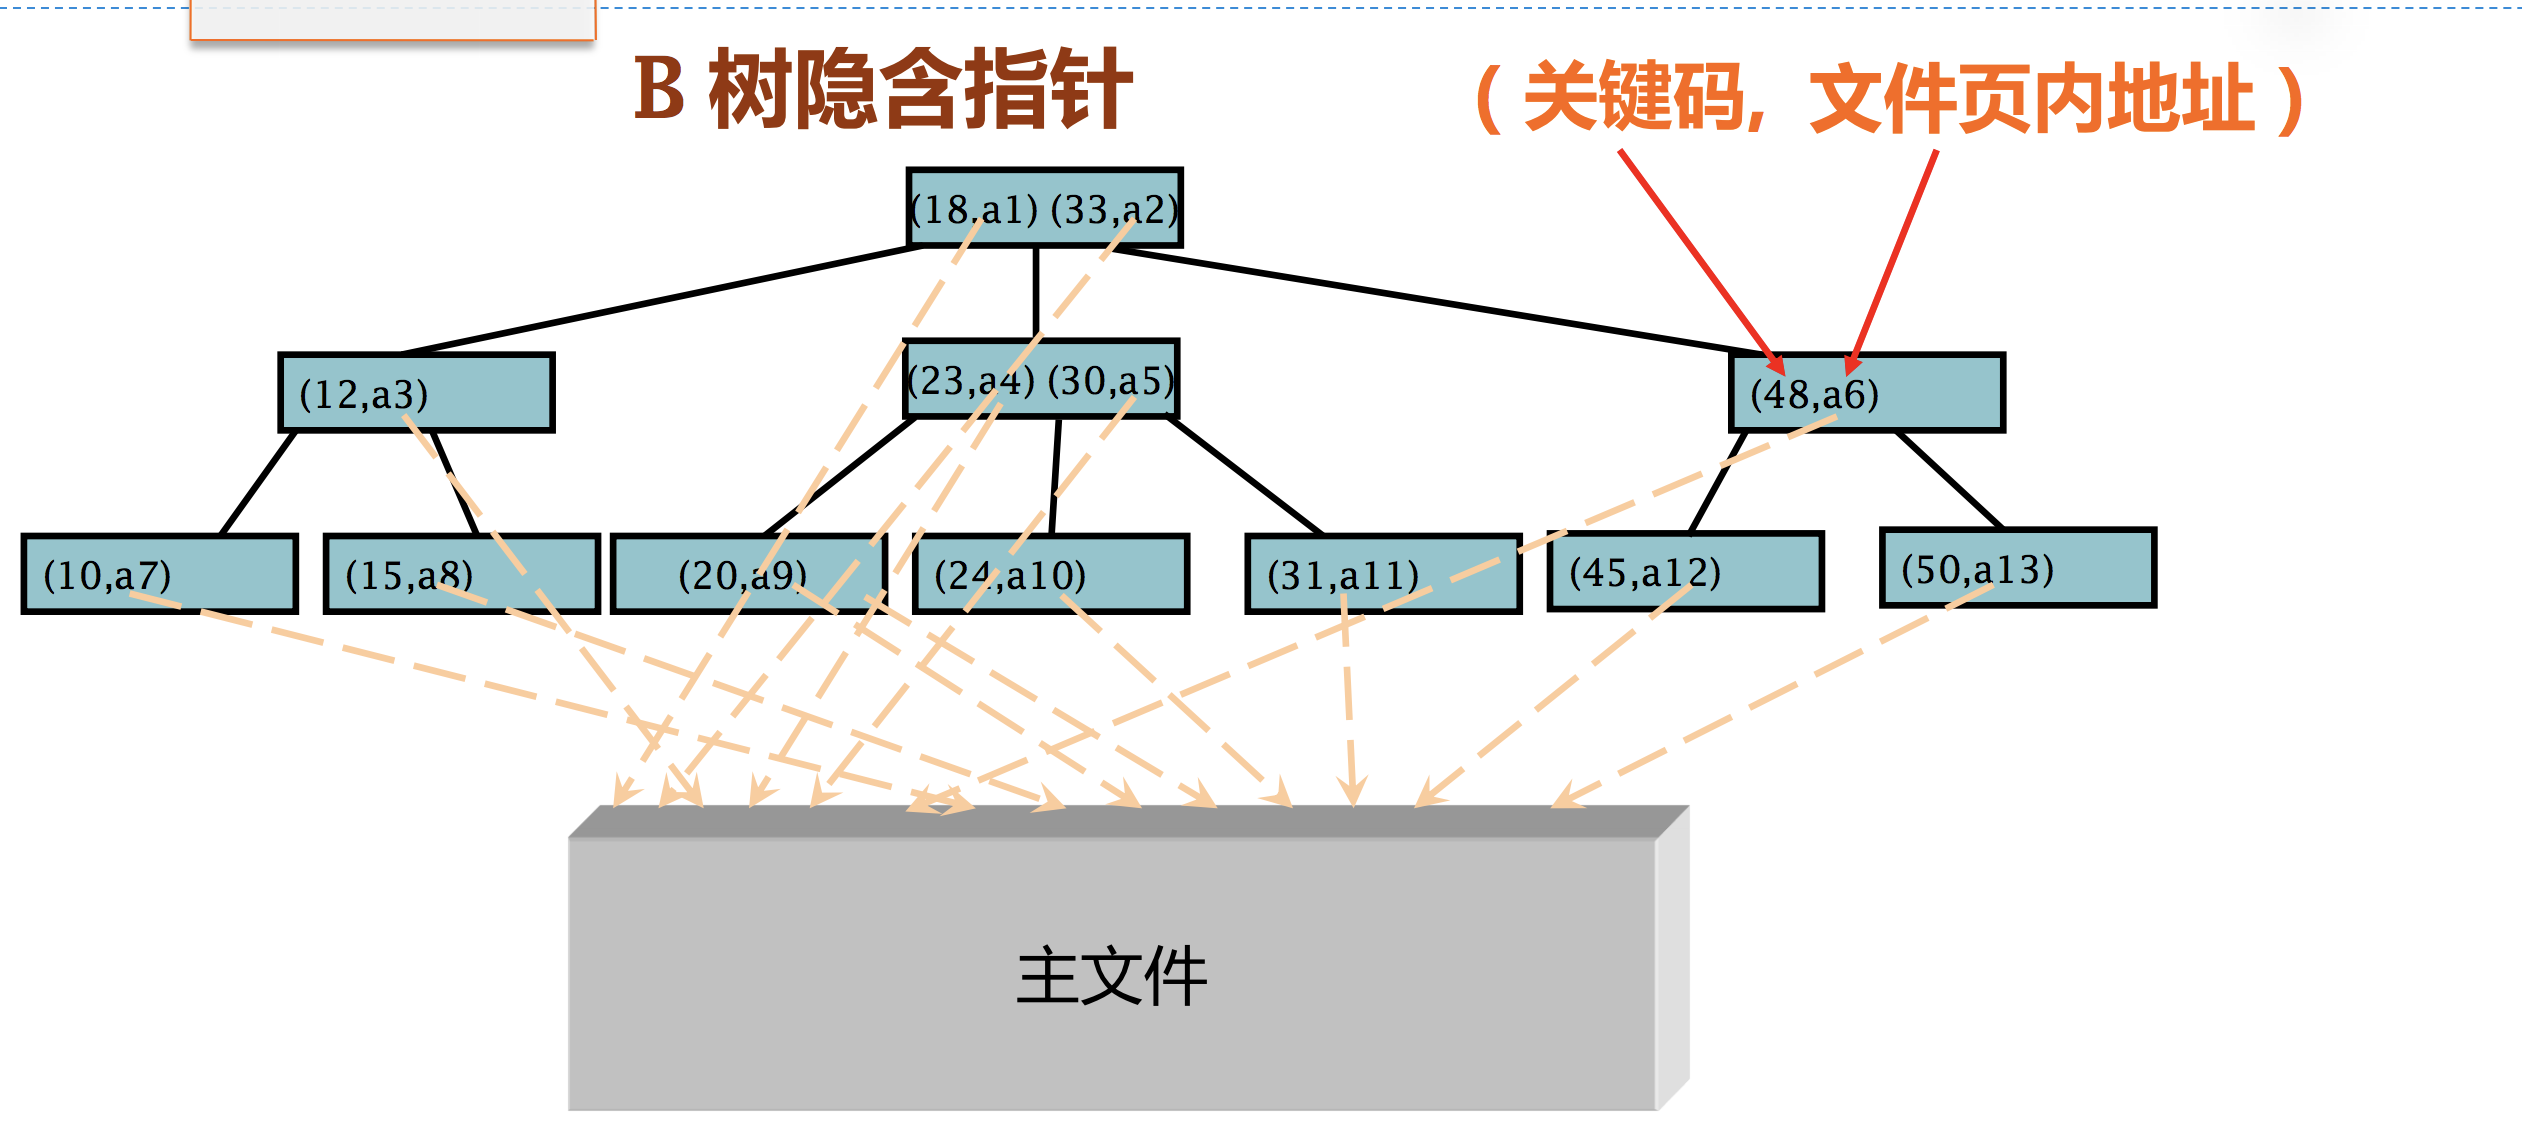 B 树隐含指针
（关键码，文件页内地址）
(18,a1) (33,a2)
(12,a3)
(23,a4) (30,a5)
(48,a6)
(10,a7)
(15,a8)
(20,a9)
(24,a10)
(31,a11)
(45,a12)
(50,a13)
主文件